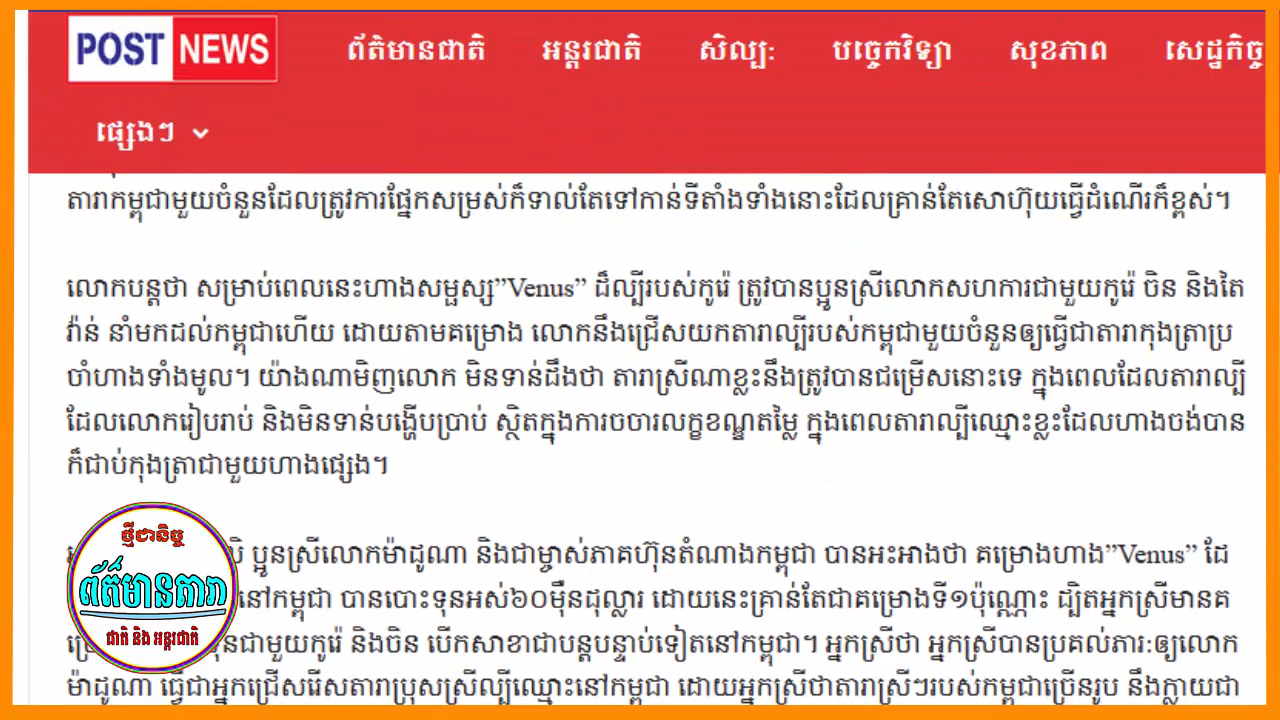 POST NEWS
ព័ត៌មានជាតិ អន្តរជាតិ សិល្បៈ បច្ចេកវិទ្យា សុខភាព សេដ្ឋកិច្ច
ផ្សេងៗ
តារាកម្ពុជាមួយចំនួនដែលត្រូវការផ្នែកសម្រស់ក៏ទាល់តែទៅកាន់ទីតាំងទាំងនោះដែលគ្រាន់តែសោហ៊ុយធ្វើដំណើរក៏ខ្ពស់។
លោកបន្តថា សម្រាប់ពេលនេះហាងសម្ផស្ស”Venus” ដ៏ល្បីរបស់កូរ៉េ ត្រូវបានប្អូនស្រីលោកសហការជាមួយកូរ៉េ ចិន និងតៃ
វ៉ាន់ នាំមកដល់កម្ពុជាហើយ ដោយតាមគម្រោង លោកនឹងជ្រើសយកតារាល្បីរបស់កម្ពុជាមួយចំនួនឲ្យធ្វើជាតារាកុងត្រាប្រ
ចាំហាងទាំងមូល។ យ៉ាងណាមិញលោក មិនទាន់ដឹងថា តារាស្រីណាខ្លះនឹងត្រូវបានជម្រើសនោះទេ ក្នុងពេលដែលតារាល្បី
ដែលលោករៀបរាប់ និងមិនទាន់បង្ហើបប្រាប់ ស្ថិតក្នុងការចចារលក្ខខណ្ឌតម្លៃ ក្នុងពេលតារាល្បីឈ្មោះខ្លះដែលហាងចង់បាន
ក៏ជាប់កុងត្រាជាមួយហាងផ្សេង។
ប្អូនស្រីលោកម៉ាដូណា និងជាម្ចាស់ភាគហ៊ុនតំណាងកម្ពុជា បានអះអាងថា គម្រោងហាង”Venus” ដែ
នៅកម្ពុជា បានបោះទុនអស់៦០ម៉ឺនដុល្លារ ដោយនេះគ្រាន់តែជាគម្រោងទី១ប៉ុណ្ណោះ ដ្បិតអ្នកស្រីមានគ
ទុនជាមួយកូរ៉េ និងចិន បើកសាខាជាបន្តបន្ទាប់ទៀតនៅកម្ពុជា។ អ្នកស្រីថា អ្នកស្រីបានប្រគល់ភារៈឲ្យលោក
ម៉ាដូណា ធ្វើជាអ្នកជ្រើសរើសតារាប្រុសស្រីល្បីឈ្មោះនៅកម្ពុជា ដោយអ្នកស្រីថាតារាស្រីៗរបស់កម្ពុជាច្រើនរូប នឹងក្លាយជា
ថ្មីជានិច្ច
ព័ត៌មានតារា
ជាតិ និង អន្តរជាតិ